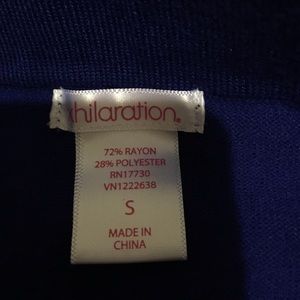 xhilaration.
72% RAYON
28% POLYESTER
RN17730
VN1222638
S
MADE IN
CHINA